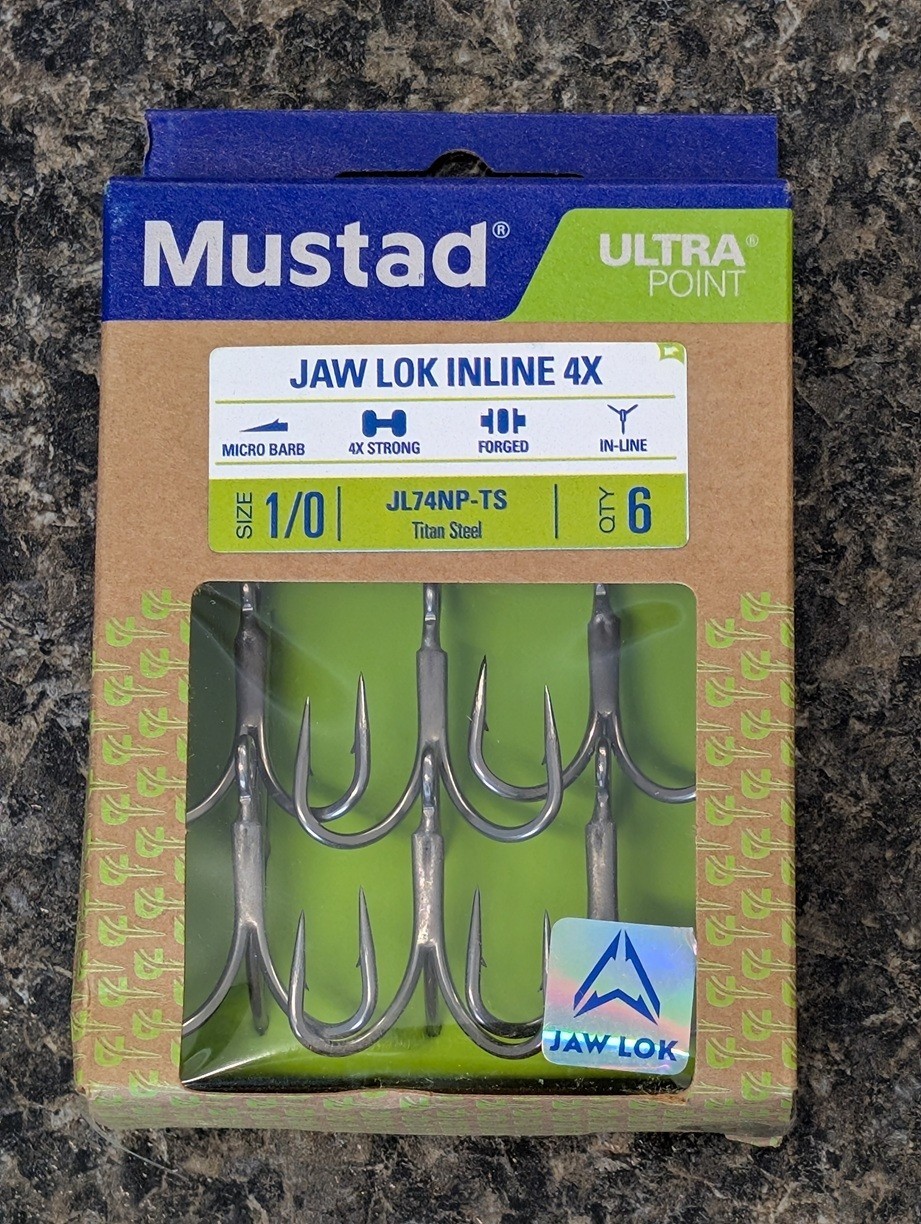 Mustad®
ULTRA®
POINT
JAW LOK INLINE 4X
MICRO BARB
4X STRONG
FORGED
IN-LINE
SIZE 1/0
JL74NP-TS
Titan Steel
QTY 6
JAW LOK